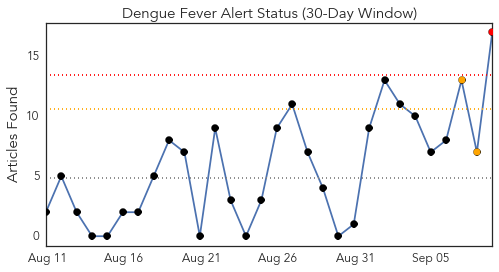 Dengue Fever Alert Status (30-Day Window)
Articles Found
15
10
5
0
Aug 11
Aug 16
Aug 21
Aug 26
Aug 31
Sep 05